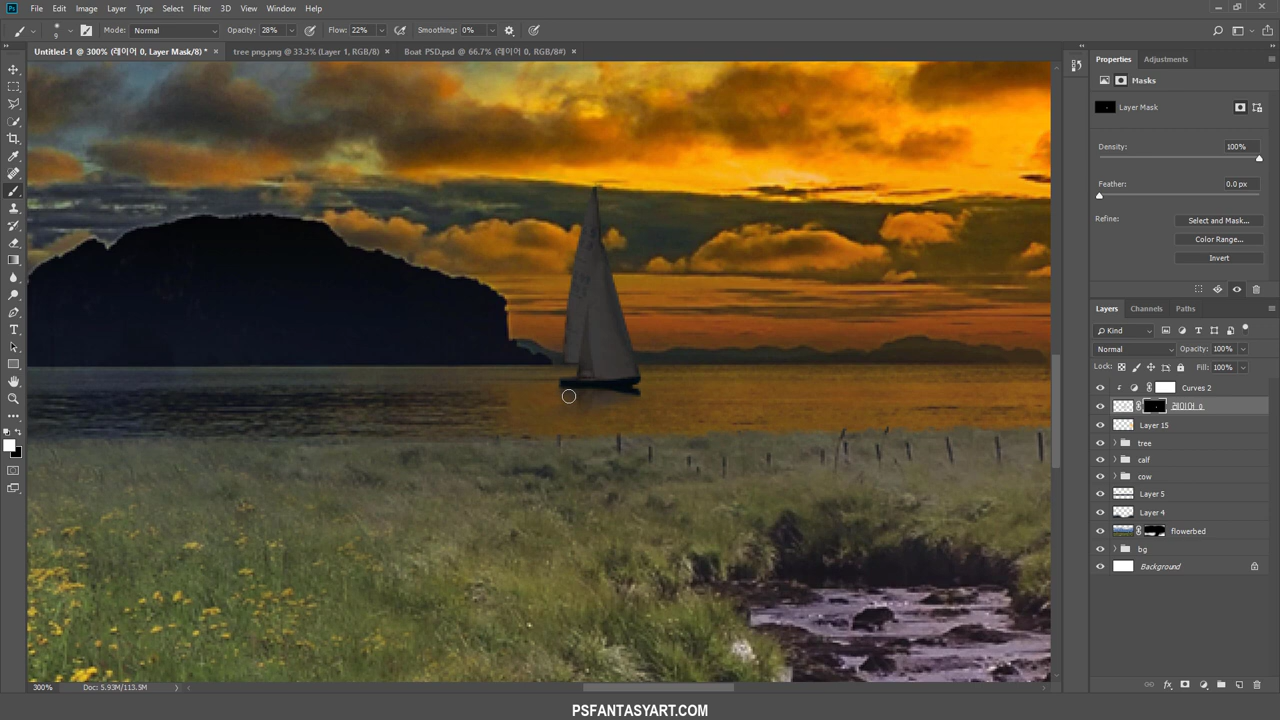 Ps File Edit Image Layer Type Select Filter 3D View Window Help
9 Mode: Normal Opacity: 28% Flow: 22% Smoothing: 0%
Untitled-1 @ 300% (레이어 0, Layer Mask/8) * × tree png.png @ 33.3% (Layer 1, RGB/8) × Boat PSD.psd @ 66.7% (Layer 0, RGB/8#) ×
Properties Adjustments
Masks
Layer Mask
Density: 100%
Feather: 0.0 px
Refine: Select and Mask...
Color Range...
Invert
Layers Channels Paths
Kind
Normal Opacity: 100%
Lock: Fill: 100%
Curves 2
레이어 0
Layer 15
tree
calf
cow
Layer 5
Layer 4
flowerbed
bg
Background
300% Doc: 5.93M/113.5M
fx
PSFANTASYART.COM